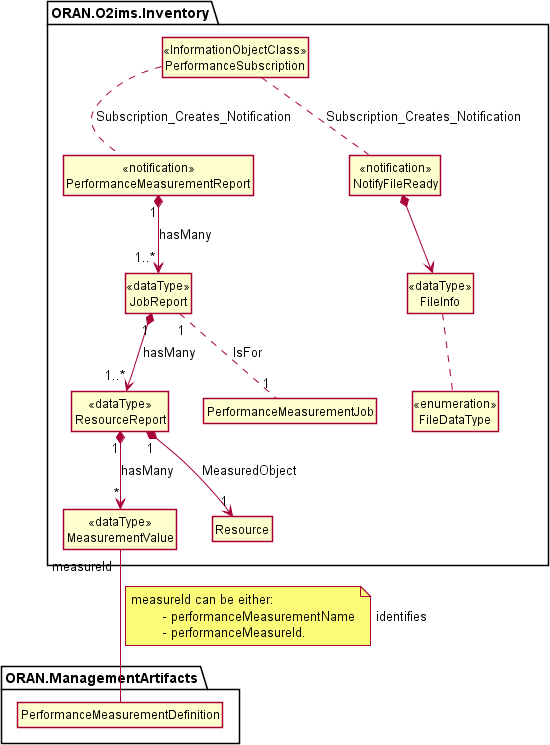 ORAN.O2ims.Inventory
«InformationObjectClass»
PerformanceSubscription
Subscription_Creates_Notification
Subscription_Creates_Notification
«notification»
PerformanceMeasurementReport
«notification»
NotifyFileReady
1
hasMany
1..*
«dataType»
JobReport
«dataType»
FileInfo
1
1
hasMany
IsFor
1..*
1
«dataType»
ResourceReport
PerformanceMeasurementJob
«enumeration»
FileDataType
1
1
hasMany
MeasuredObject
*
1
«dataType»
MeasurementValue
Resource
measureId
measureId can be either:
- performanceMeasurementName
- performanceMeasureId.
identifies
ORAN.ManagementArtifacts
PerformanceMeasurementDefinition